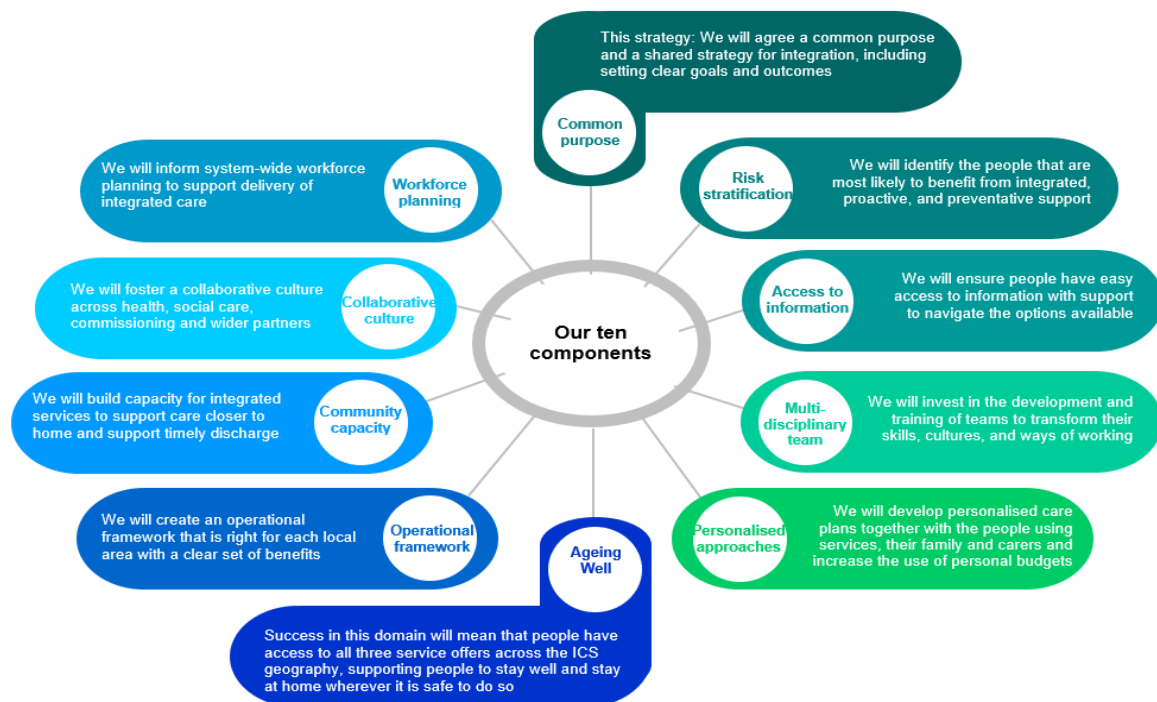 This strategy: We will agree a common purpose
and a shared strategy for integration, including
setting clear goals and outcomes
Common
purpose
We will identify the people that are
most likely to benefit from integrated,
proactive, and preventative support
Risk
stratification
We will ensure people have easy
access to information with support
to navigate the options available
Access to
information
We will invest in the development and
training of teams to transform their
skills, cultures, and ways of working
Multi-
disciplinary
team
We will develop personalised care
plans together with the people using
services, their family and carers and
increase the use of personal budgets
Personalised
approaches
Ageing
Well
Success in this domain will mean that people have
access to all three service offers across the ICS
geography, supporting people to stay well and stay
at home wherever it is safe to do so
We will create an operational
framework that is right for each local
area with a clear set of benefits
Operational
framework
We will build capacity for integrated
services to support care closer to
home and support timely discharge
Community
capacity
We will foster a collaborative culture
across health, social care,
commissioning and wider partners
Collaborative
culture
We will inform system-wide workforce
planning to support delivery of
integrated care
Workforce
planning
Our ten
components